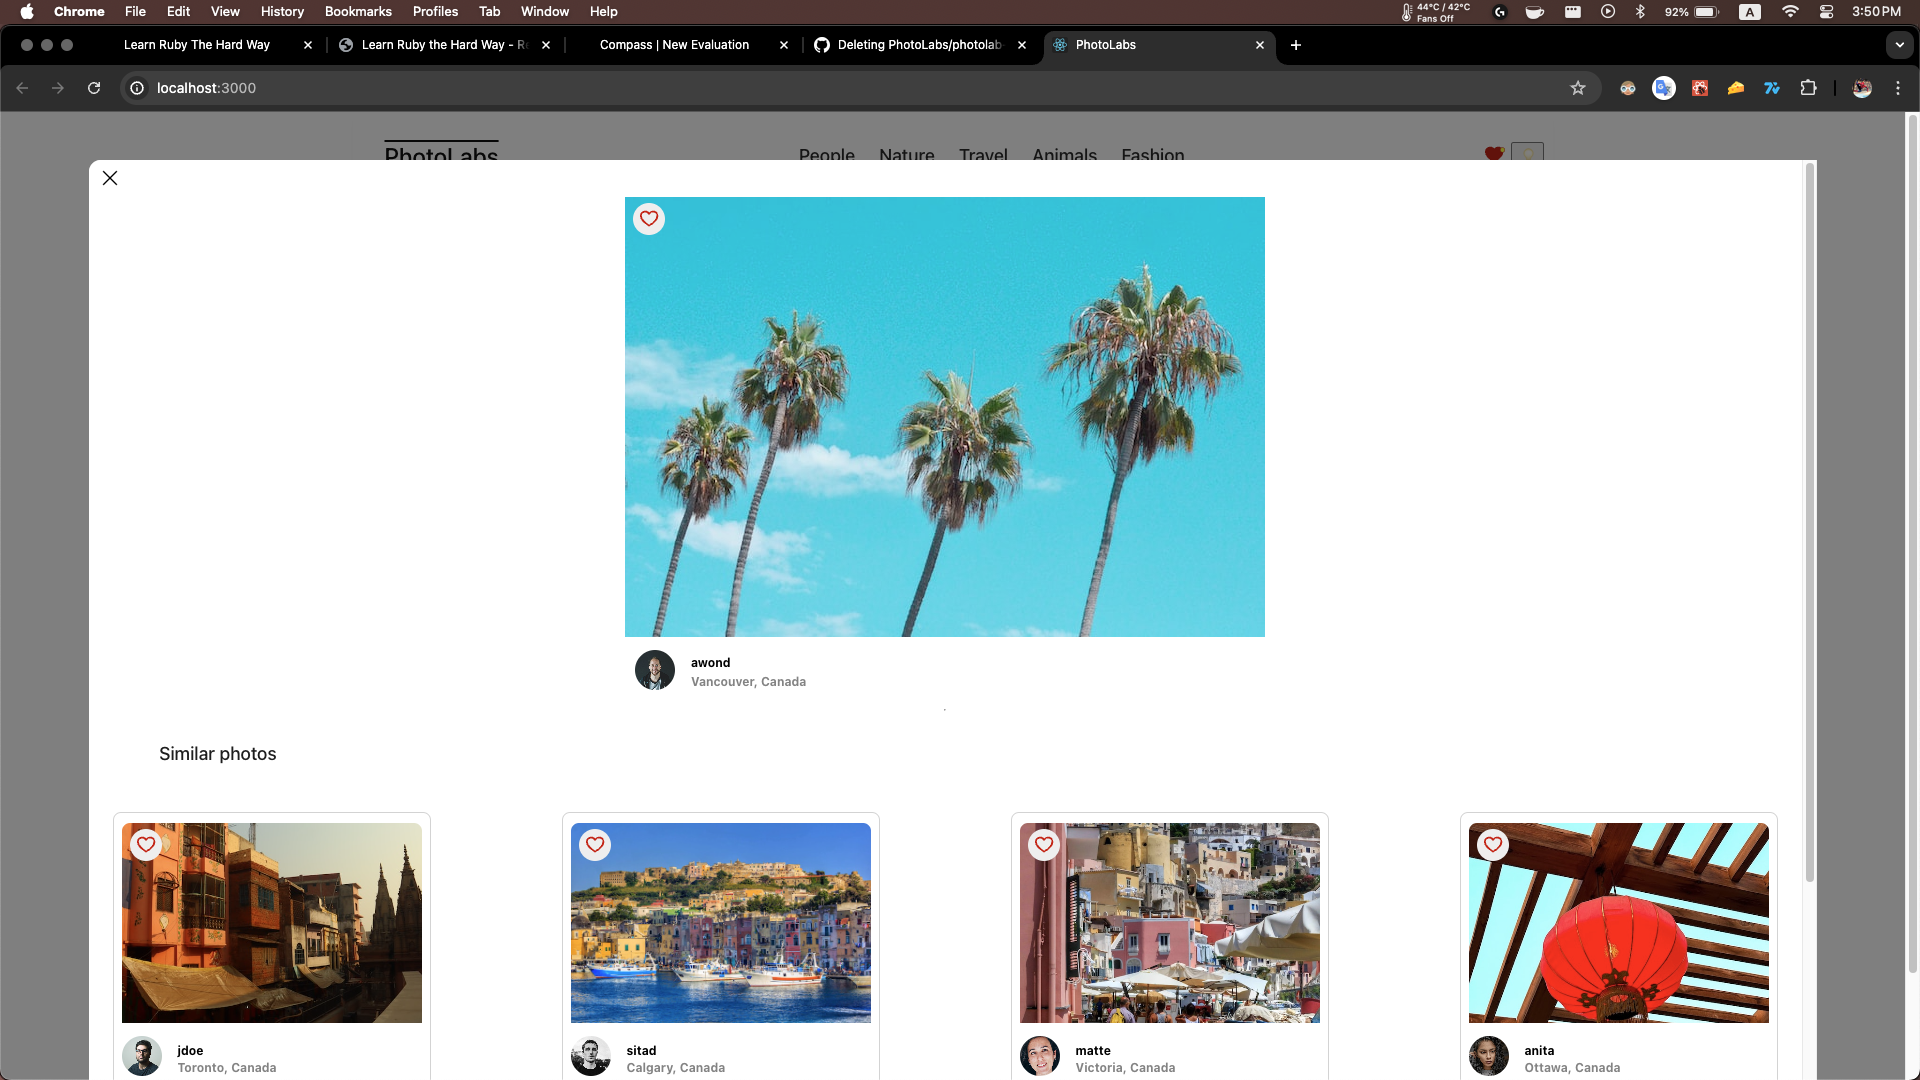 Chrome File Edit View History Bookmarks Profiles Tab Window Help 44°C / 42°C 92% A 3:50 PM
Fans Off
Learn Ruby The Hard Way Learn Ruby the Hard Way - Re Compass | New Evaluation Deleting PhotoLabs/photolab PhotoLabs
localhost:3000
PhotoLabs People Nature Travel Animals Fashion
awond
Vancouver, Canada
Similar photos
jdoe sitad matte anita
Toronto, Canada Calgary, Canada Victoria, Canada Ottawa, Canada